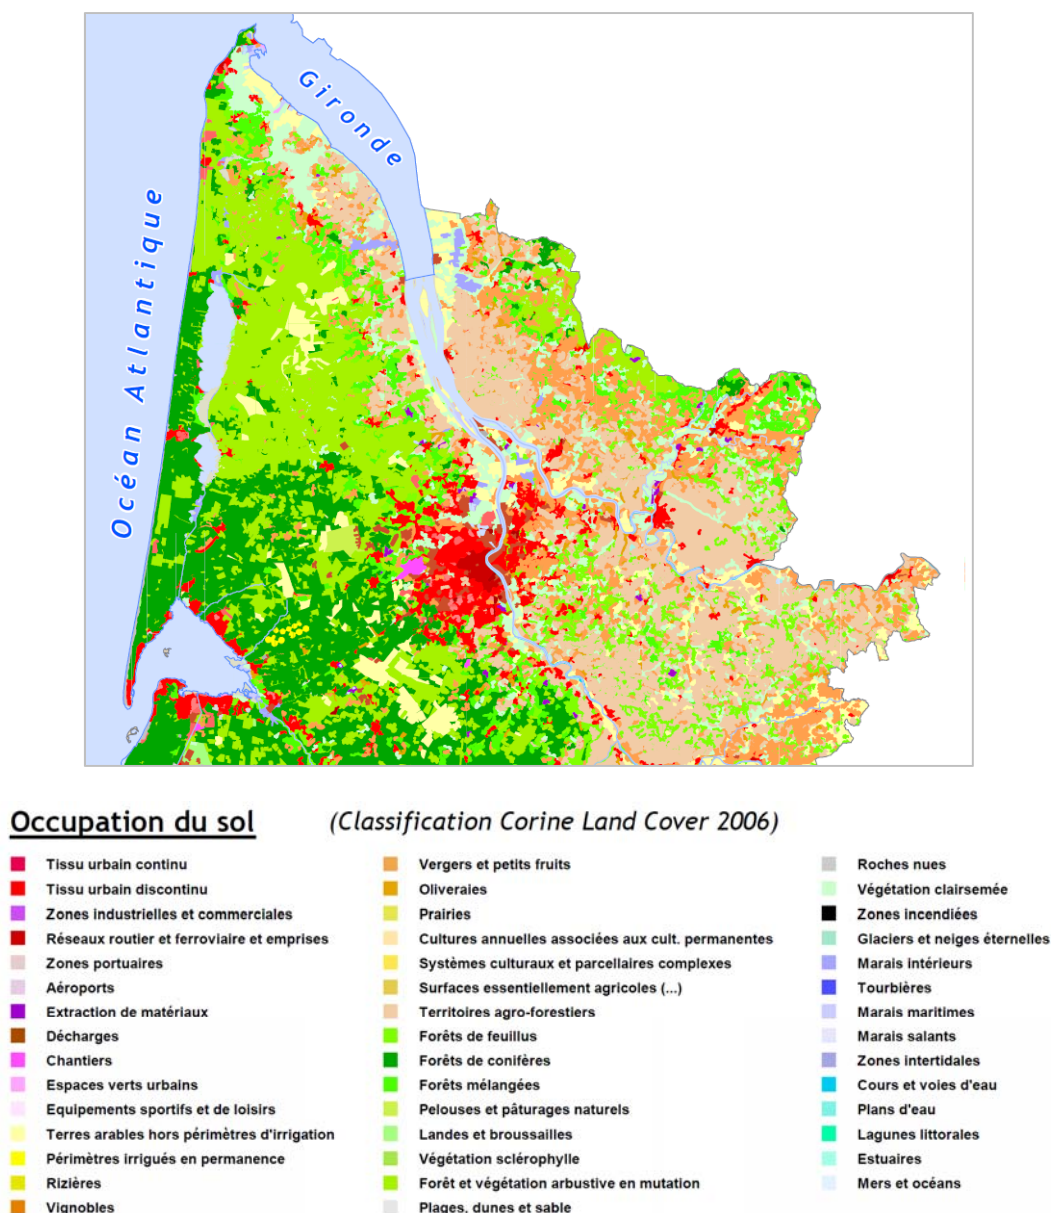 Gironde
Océan Atlantique
Occupation du sol (Classification Corine Land Cover 2006)
Tissu urbain continu
Tissu urbain discontinu
Zones industrielles et commerciales
Réseaux routier et ferroviaire et emprises
Zones portuaires
Aéroports
Extraction de matériaux
Décharges
Chantiers
Espaces verts urbains
Equipements sportifs et de loisirs
Terres arables hors périmètres d'irrigation
Périmètres irrigués en permanence
Rizières
Vignobles
Vergers et petits fruits
Oliveraies
Prairies
Cultures annuelles associées aux cult. permanentes
Systèmes culturaux et parcellaires complexes
Surfaces essentiellement agricoles (...)
Territoires agro-forestiers
Forêts de feuillus
Forêts de conifères
Forêts mélangées
Pelouses et pâturages naturels
Landes et broussailles
Végétation sclérophylle
Forêt et végétation arbustive en mutation
Plages, dunes et sable
Roches nues
Végétation clairsemée
Zones incendiées
Glaciers et neiges éternelles
Marais intérieurs
Tourbières
Marais maritimes
Marais salants
Zones intertidales
Cours et voies d'eau
Plans d'eau
Lagunes littorales
Estuaires
Mers et océans